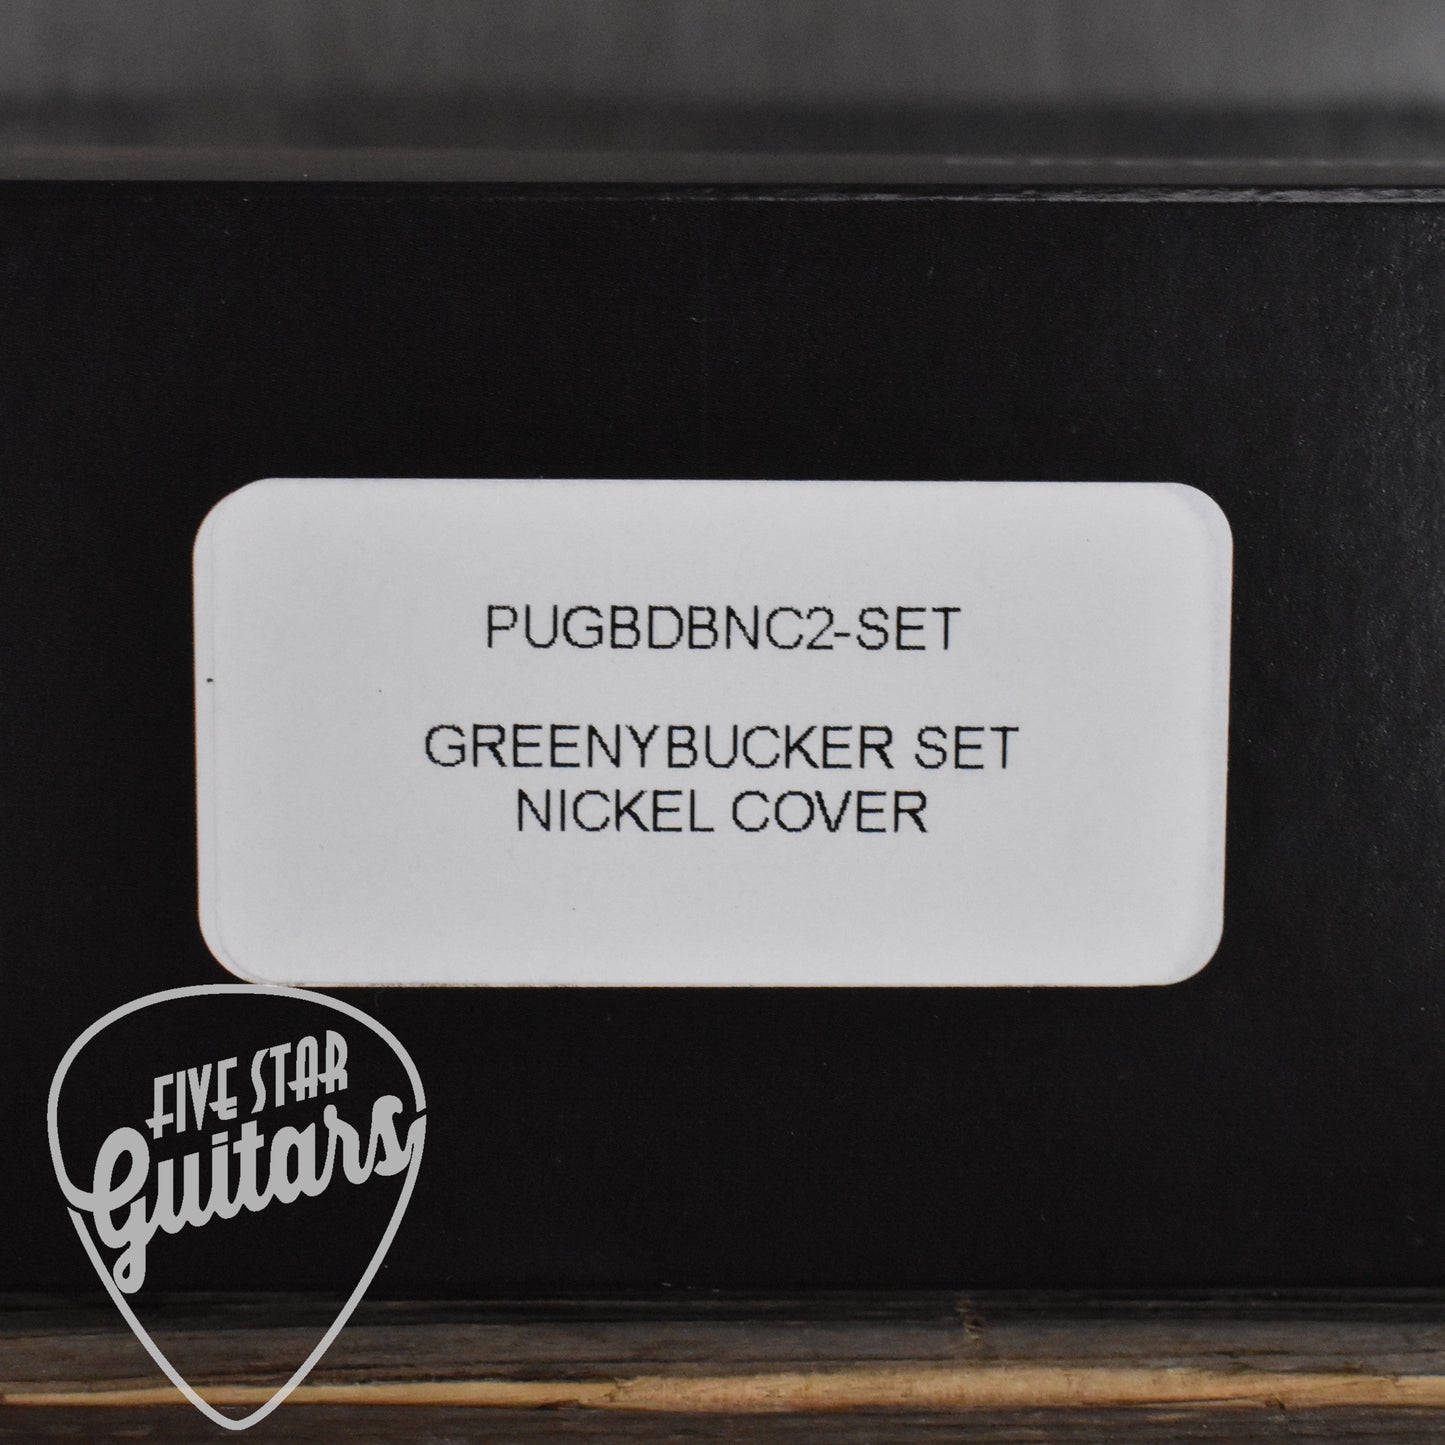 PUGBDBNC2-SET
GREENYBUCKER SET
NICKEL COVER
FIVE STAR
Guitars